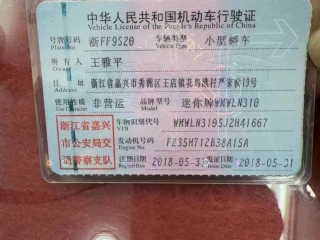 中华人民共和国机动车行驶证
Vehicle License of the People's Republic of China
号牌号码 浙FF9S20 车辆类型 小型轿车
Plate No. Vehicle Type
所有人 王雅平
住址 浙江省嘉兴市秀洲区王店镇花鸟港村严家桥19号
使用性质 非营运 品牌型号 迷你牌WMWLN310
Use Character Model
浙江省嘉兴市公安局交通警察支队
车辆识别代号 WMWLN3105J2H41667
VIN
发动机号码 F235H712B38A15A
Engine No.
注册日期 2018-05-31 发证日期 2018-05-31
Register Date Issue Date